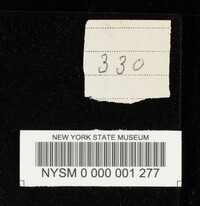 330
NEW YORK STATE MUSEUM
NYSM 0 000 001 277